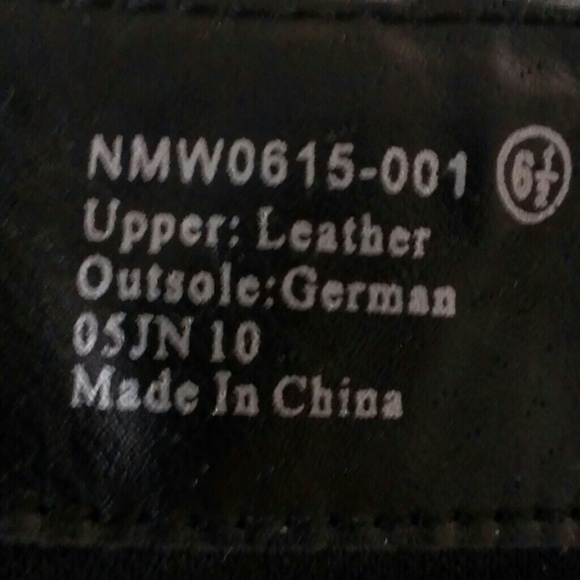 NMW0615-001 6½
Upper: Leather
Outsole:German
05JN 10
Made In China